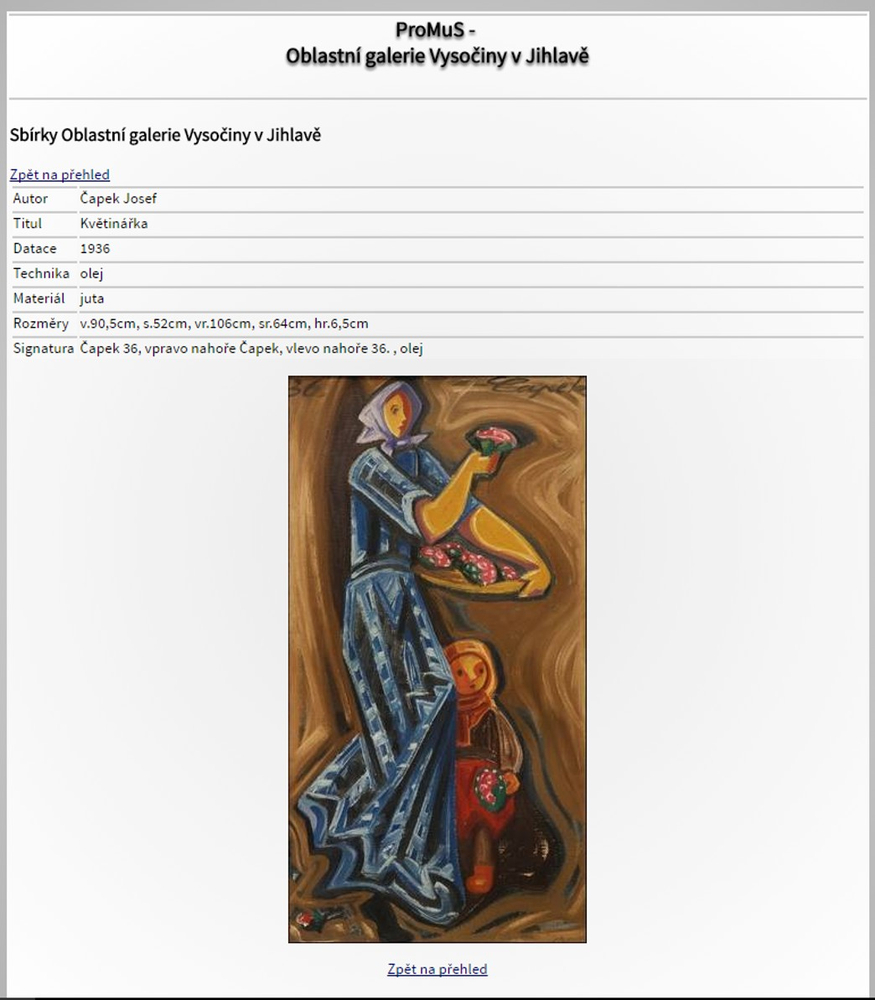 ProMuS -
Oblastní galerie Vysočiny v Jihlavě
Sbírky Oblastní galerie Vysočiny v Jihlavě
Zpět na přehled
Autor Čapek Josef
Titul Květinářka
Datace 1936
Technika olej
Materiál juta
Rozměry v.90,5cm, s.52cm, vr.106cm, sr.64cm, hr.6,5cm
Signatura Čapek 36, vpravo nahoře Čapek, vlevo nahoře 36. , olej
36 Čapek
Zpět na přehled